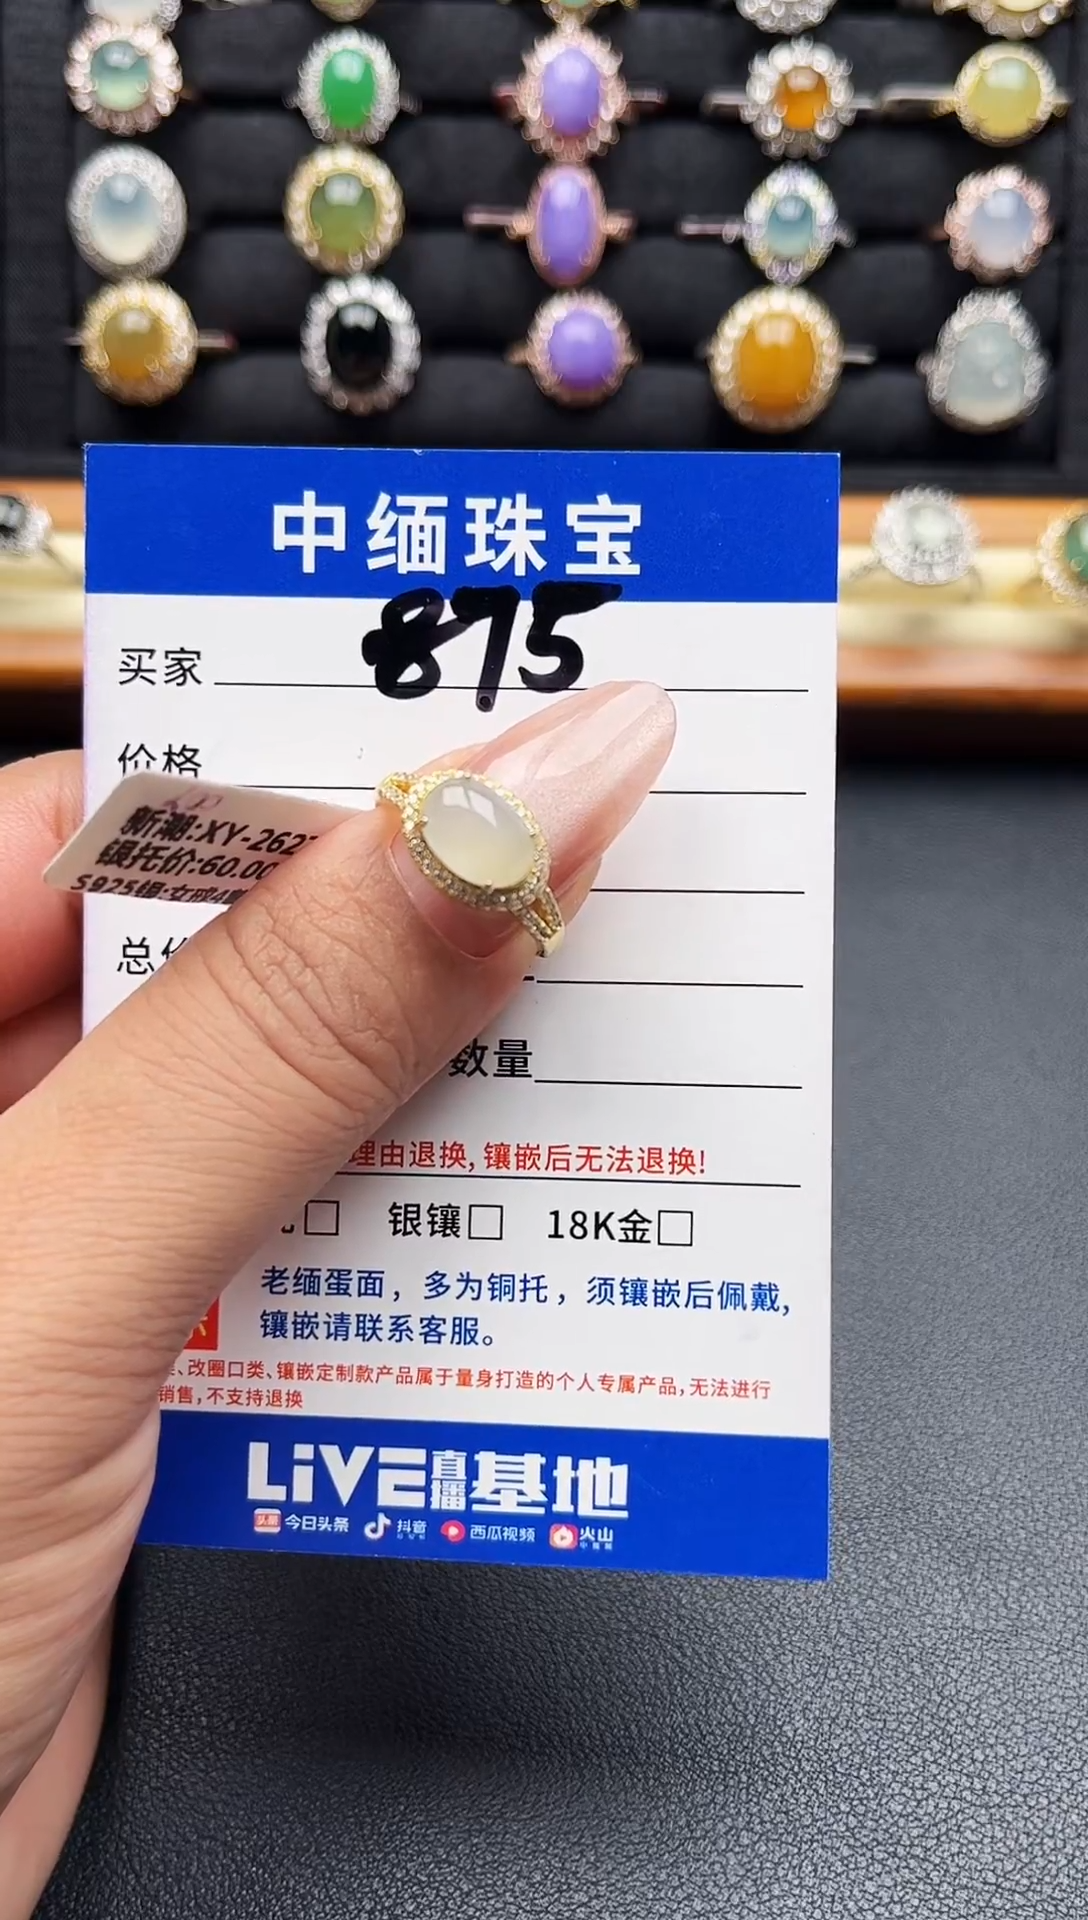 中缅珠宝
875
买家
价格
新潮:XY-262
银托价:60.00
S925银:女戒4
总
数量
理由退换,镶嵌后无法退换!
银镶□ 18K金□
老缅蛋面,多为铜托,须镶嵌后佩戴,
镶嵌请联系客服。
、改圈口类、镶嵌定制款产品属于量身打造的个人专属产品,无法进行
销售,不支持退换
LiVE直播基地
头条 今日头条 抖音 西瓜视频 火山